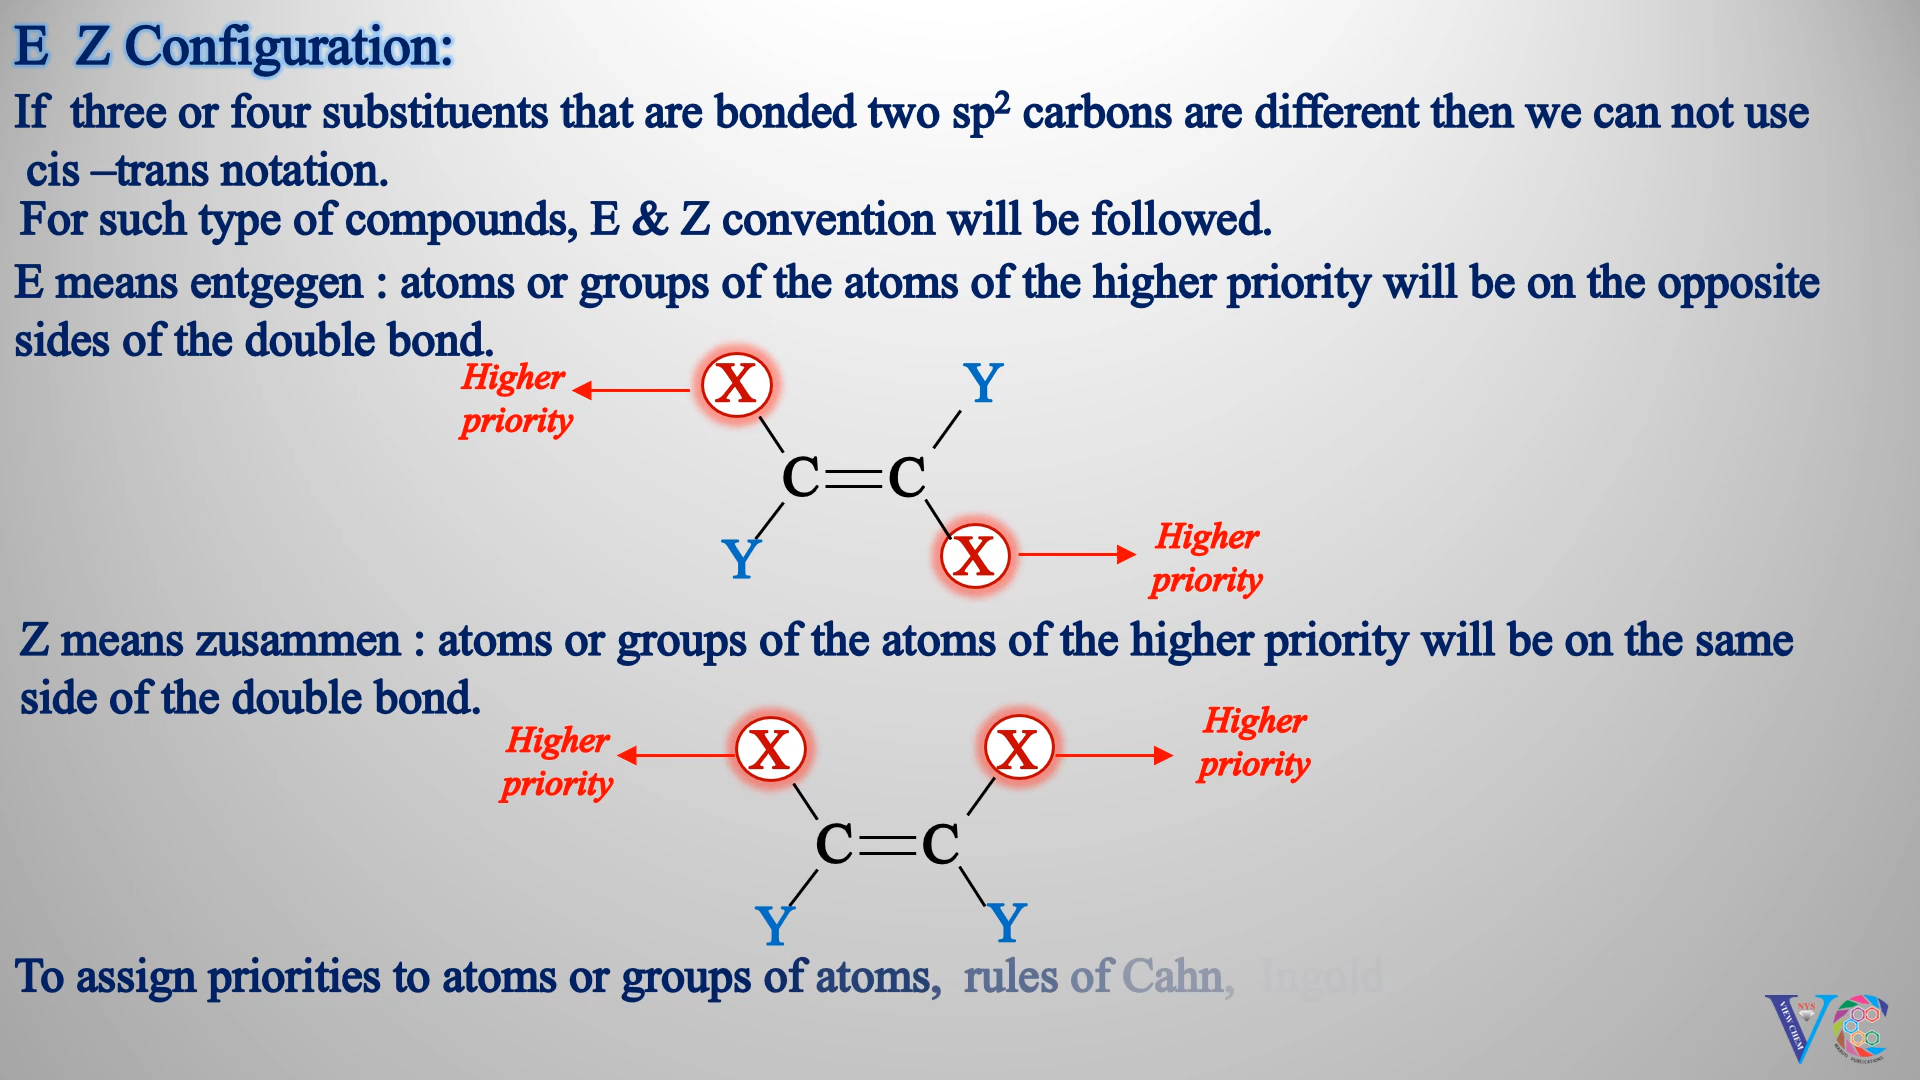 E Z Configuration:
If three or four substituents that are bonded two sp² carbons are different then we can not use
cis –trans notation.
For such type of compounds, E & Z convention will be followed.
E means entgegen : atoms or groups of the atoms of the higher priority will be on the opposite
sides of the double bond.
Higher
priority
X
Y
C=C
Y
X
Higher
priority
Z means zusammen : atoms or groups of the atoms of the higher priority will be on the same
side of the double bond.
Higher
priority
X
X
Higher
priority
C=C
Y
Y
To assign priorities to atoms or groups of atoms, rules of Cahn, Ingold
VIEW CHEM
NYS